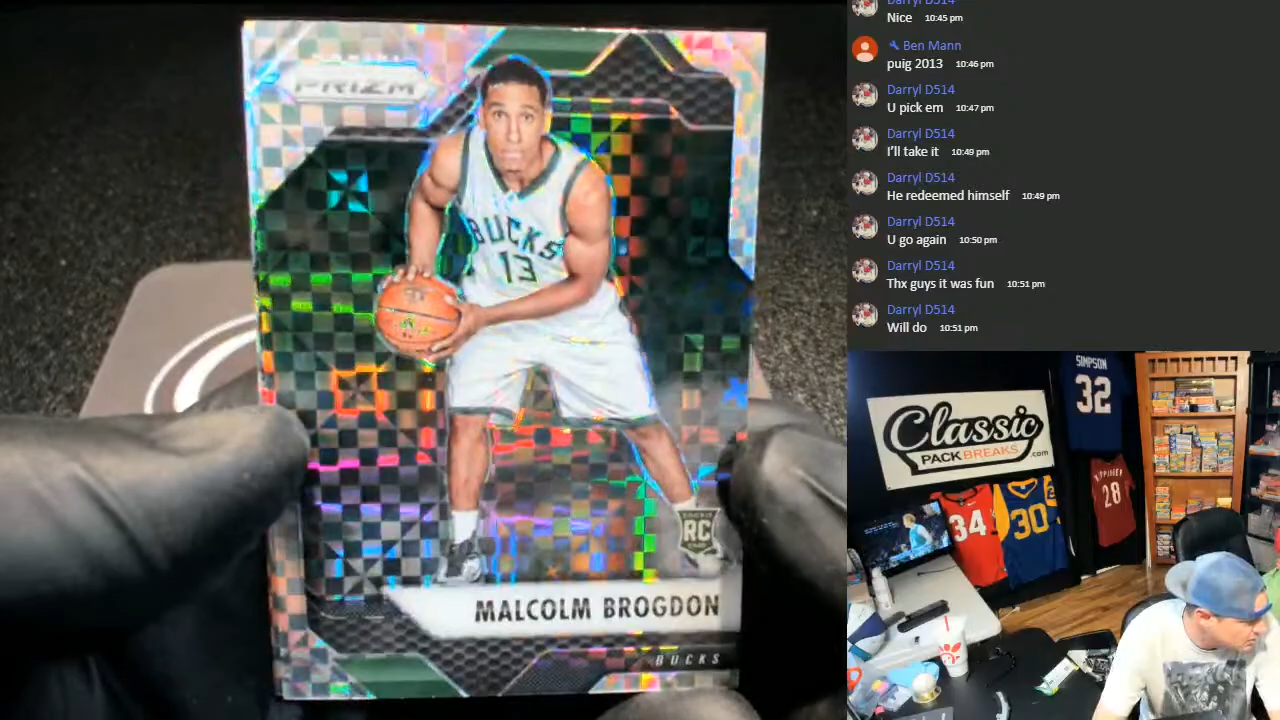 PANINI
PRIZM
BUCKS
13
RC
MALCOLM BROGDON
BUCKS
Darryl D514
Nice 10:45 pm
Ben Mann
puig 2013 10:46 pm
Darryl D514
U pick em 10:47 pm
Darryl D514
I'll take it 10:49 pm
Darryl D514
He redeemed himself 10:49 pm
Darryl D514
U go again 10:50 pm
Darryl D514
Thx guys it was fun 10:51 pm
Darryl D514
Will do 10:51 pm
SIMPSON
32
Classic
PACK BREAKS.com
28
34
30